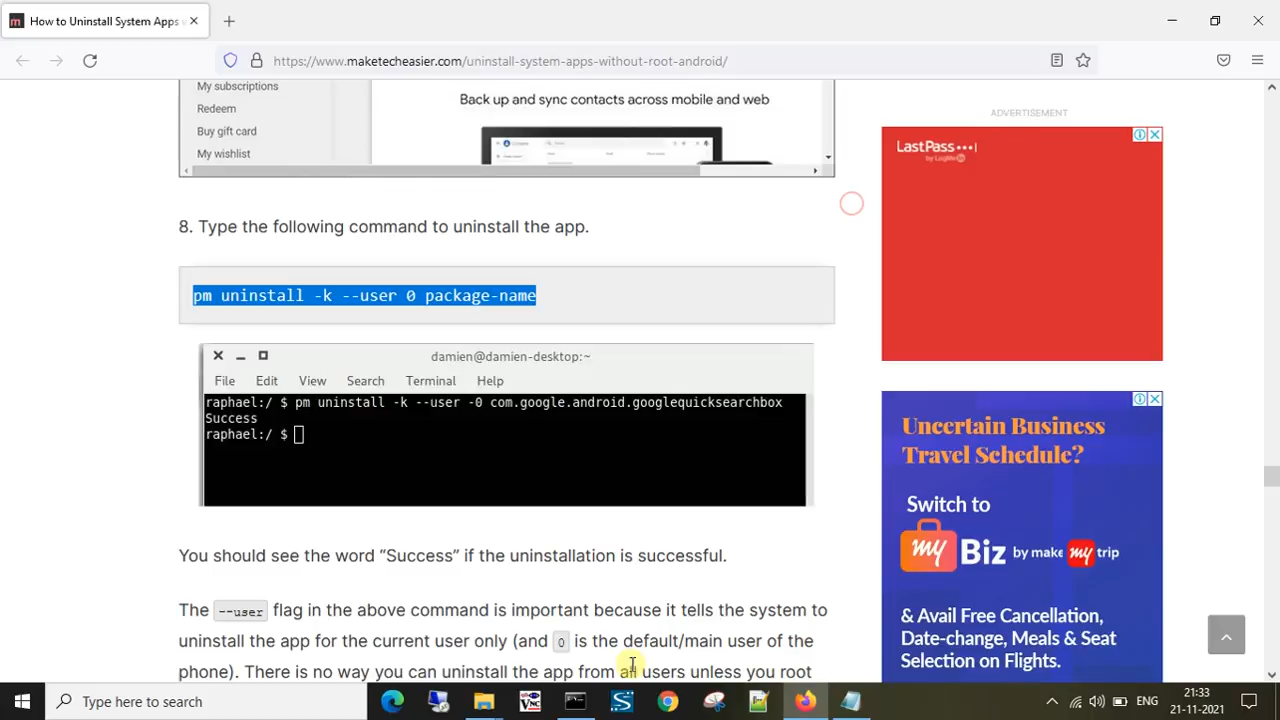 How to Uninstall System Apps
https://www.maketecheasier.com/uninstall-system-apps-without-root-android/
My subscriptions
Redeem
Buy gift card
My wishlist
Back up and sync contacts across mobile and web
ADVERTISEMENT
LastPass
by LogMeIn
8. Type the following command to uninstall the app.
pm uninstall -k --user 0 package-name
damien@damien-desktop:~
File Edit View Search Terminal Help
raphael:/ $ pm uninstall -k --user -0 com.google.android.googlequicksearchbox
Success
raphael:/ $
Uncertain Business
Travel Schedule?
Switch to
my Biz by make my trip
& Avail Free Cancellation,
Date-change, Meals & Seat
Selection on Flights.
You should see the word “Success” if the uninstallation is successful.
The --user flag in the above command is important because it tells the system to
uninstall the app for the current user only (and 0 is the default/main user of the
phone). There is no way you can uninstall the app from all users unless you root
Type here to search
ENG
21:33
21-11-2021